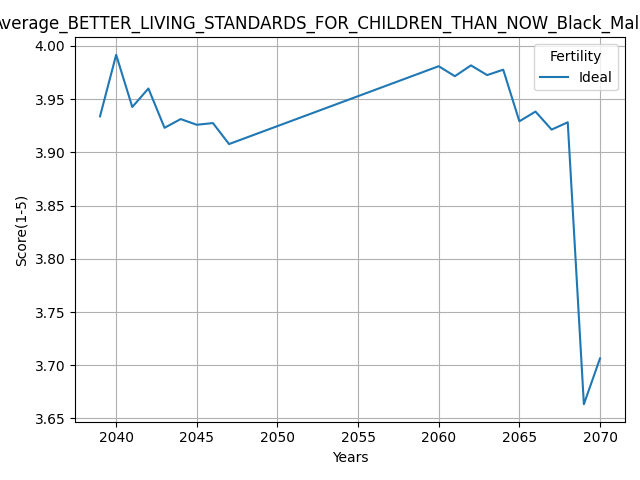 verage_BETTER_LIVING_STANDARDS_FOR_CHILDREN_THAN_NOW_Black_Mal
Fertility
Ideal
4.00
3.95
3.90
3.85
3.80
3.75
3.70
3.65
Score(1-5)
2040 2045 2050 2055 2060 2065 2070
Years